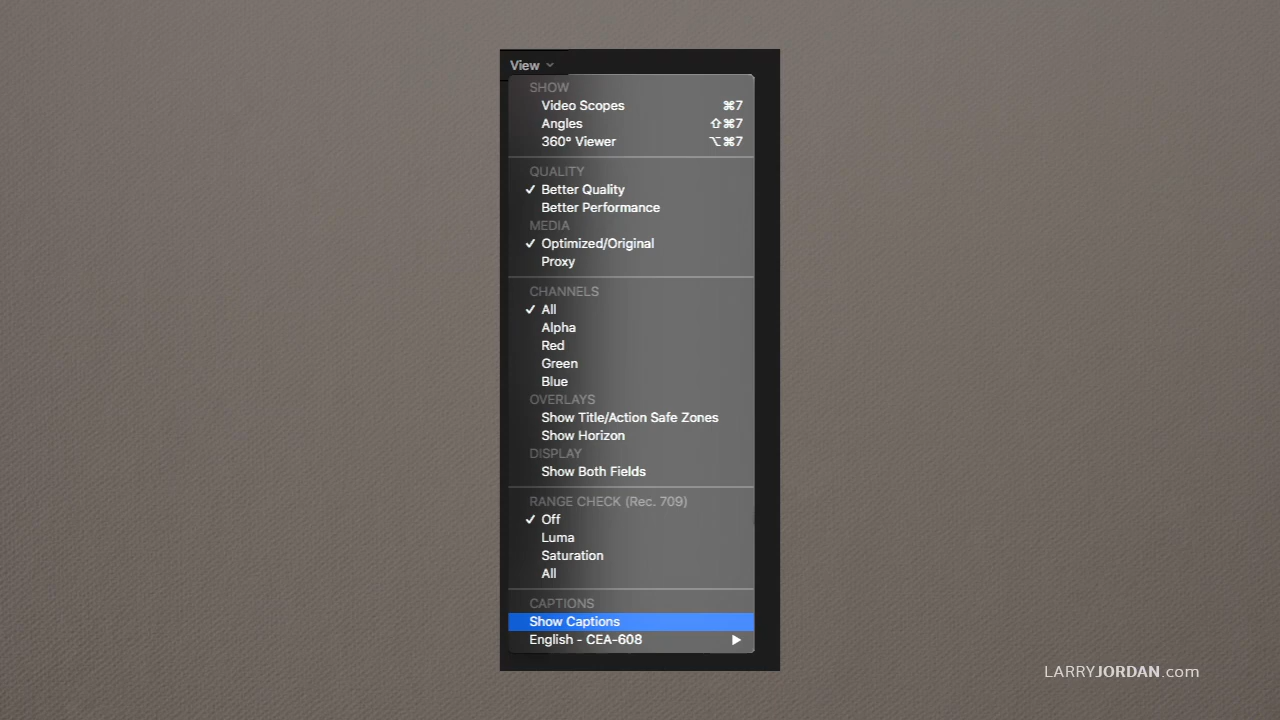 View
SHOW
Video Scopes ⌘7
Angles ⇧⌘7
360° Viewer ⌥⌘7
QUALITY
✓ Better Quality
Better Performance
MEDIA
✓ Optimized/Original
Proxy
CHANNELS
✓ All
Alpha
Red
Green
Blue
OVERLAYS
Show Title/Action Safe Zones
Show Horizon
DISPLAY
Show Both Fields
RANGE CHECK (Rec. 709)
✓ Off
Luma
Saturation
All
CAPTIONS
Show Captions
English - CEA-608 ▶
LARRYJORDAN.com